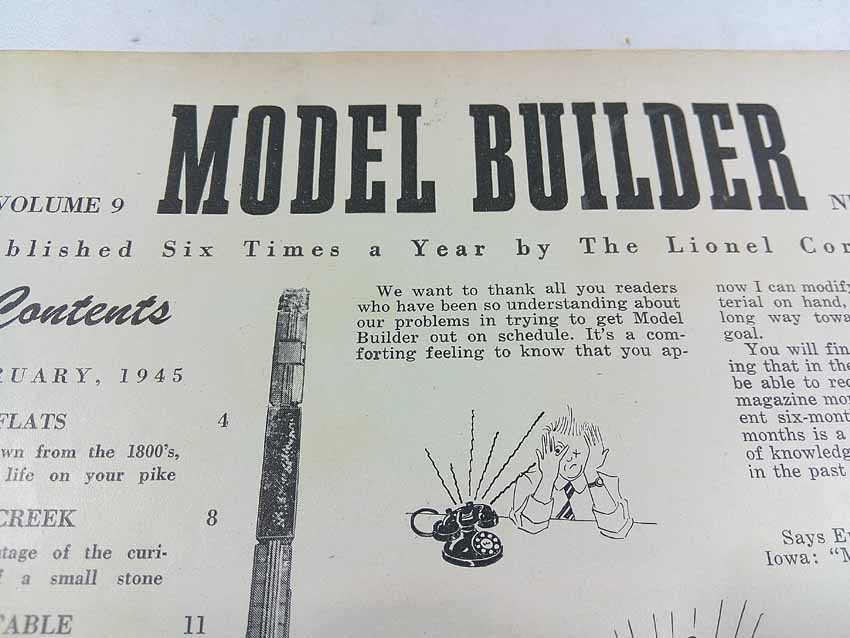 MODEL BUILDER
VOLUME 9
blished Six Times a Year by The Lionel Cor
Contents
RUARY, 1945
FLATS 4
wn from the 1800's,
life on your pike
CREEK 8
tage of the curi-
f a small stone
TABLE 11
We want to thank all you readers
who have been so understanding about
our problems in trying to get Model
Builder out on schedule. It's a com-
forting feeling to know that you ap-
now I can modify
terial on hand,
long way towa
goal.
You will fin
ing that in the
be able to rec
magazine mor
ent six-mont
months is a
of knowledg
in the past
Says E
Iowa: "M